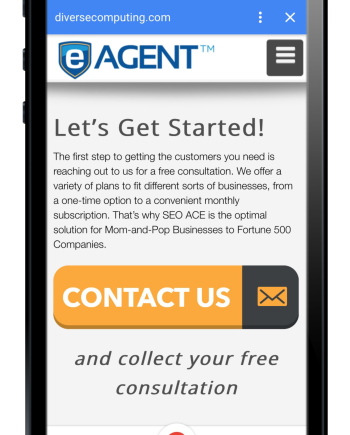 diversecomputing.com
eAGENT™
Let's Get Started!
The first step to getting the customers you need is
reaching out to us for a free consultation. We offer a
variety of plans to fit different sorts of businesses, from
a one-time option to a convenient monthly
subscription. That's why SEO ACE is the optimal
solution for Mom-and-Pop Businesses to Fortune 500
Companies.
CONTACT US
and collect your free
consultation